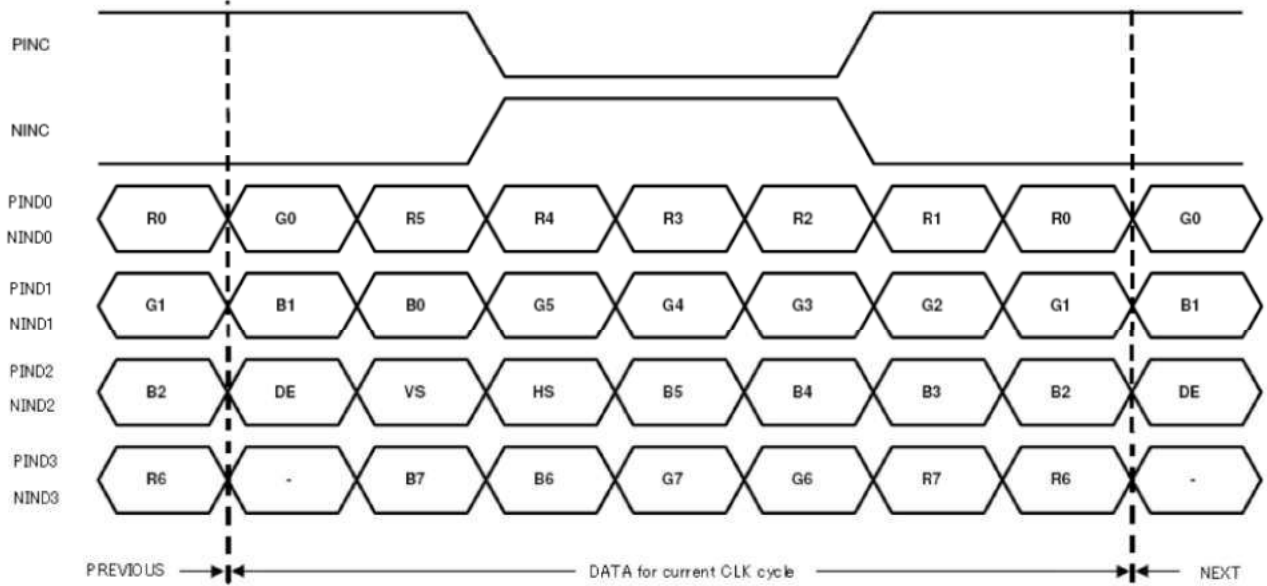 PINC
NINC
PIND0
NIND0
R0 G0 R5 R4 R3 R2 R1 R0 G0
PIND1
NIND1
G1 B1 B0 G5 G4 G3 G2 G1 B1
PIND2
NIND2
B2 DE VS HS B5 B4 B3 B2 DE
PIND3
NIND3
R6 - B7 B6 G7 G6 R7 R6 -
PREVIOUS DATA for current CLK cycle NEXT